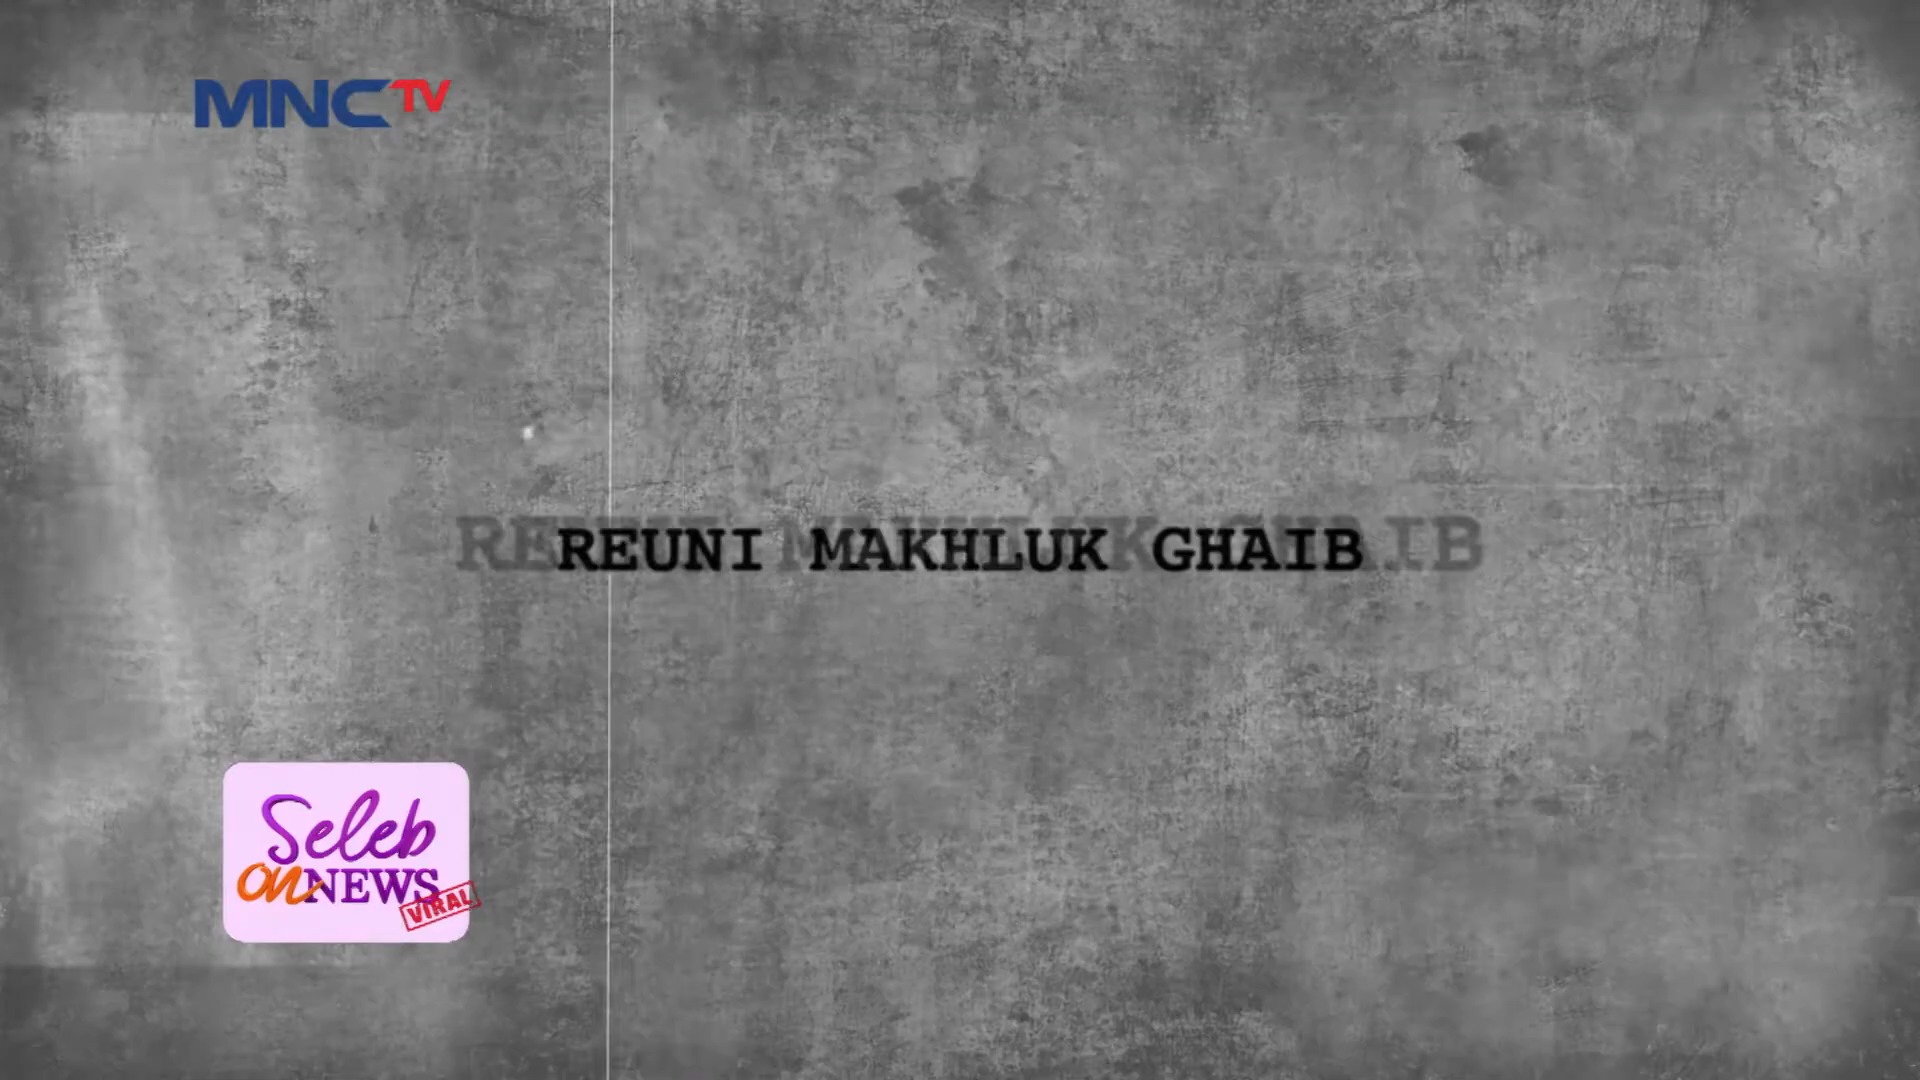 MNCTV
REUNI MAKHLUK GHAIB
Seleb
on NEWS
VIRAL